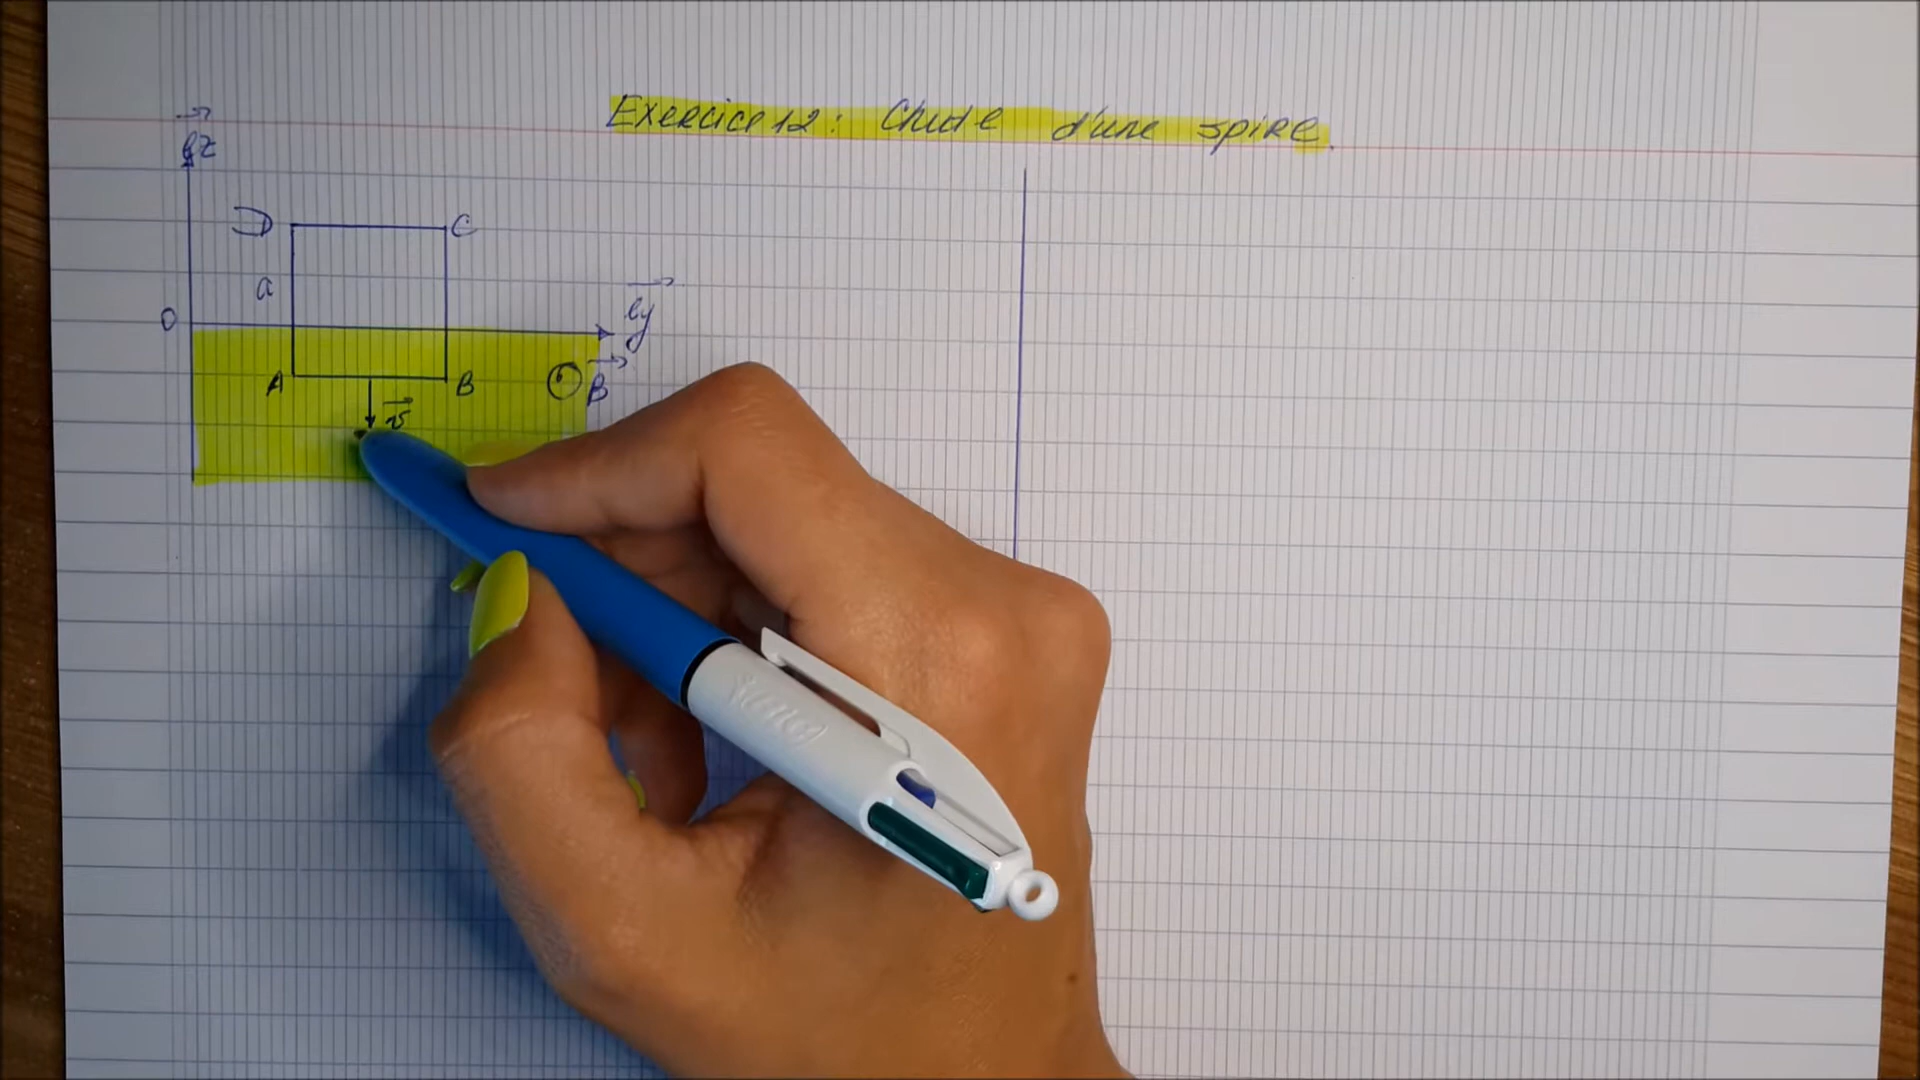 Exercice 12 : Chute d'une spire.
ez
D C
a
O ey
A B B
v